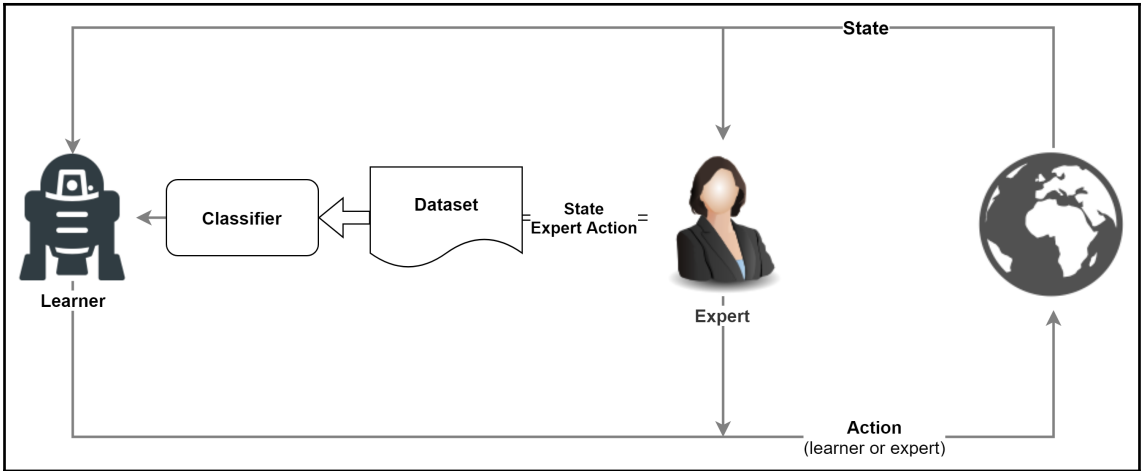 State
Classifier
Dataset
State
Expert Action
Learner
Expert
Action
(learner or expert)